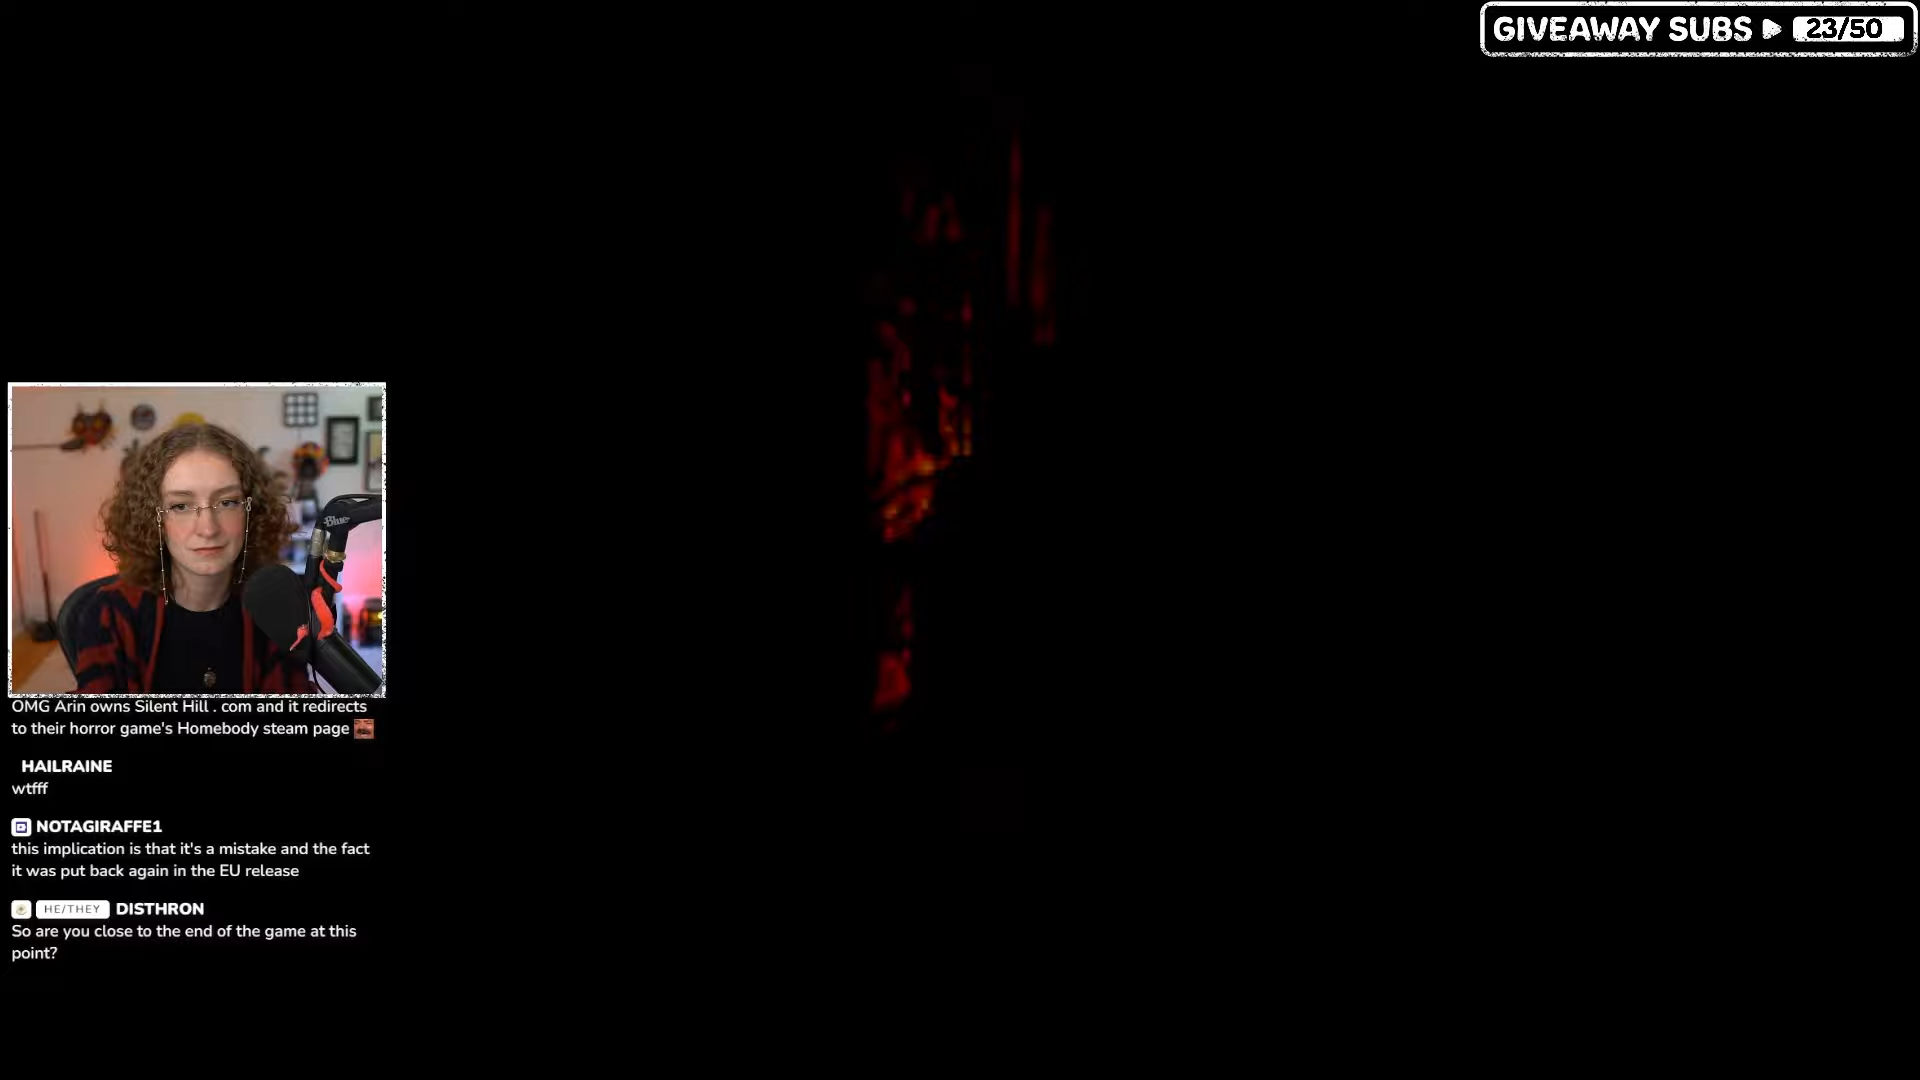 GIVEAWAY SUBS 23/50
Blue
OMG Arin owns Silent Hill . com and it redirects
to their horror game's Homebody steam page
HAILRAINE
wtfff
NOTAGIRAFFE1
this implication is that it's a mistake and the fact
it was put back again in the EU release
HE/THEY DISTHRON
So are you close to the end of the game at this
point?